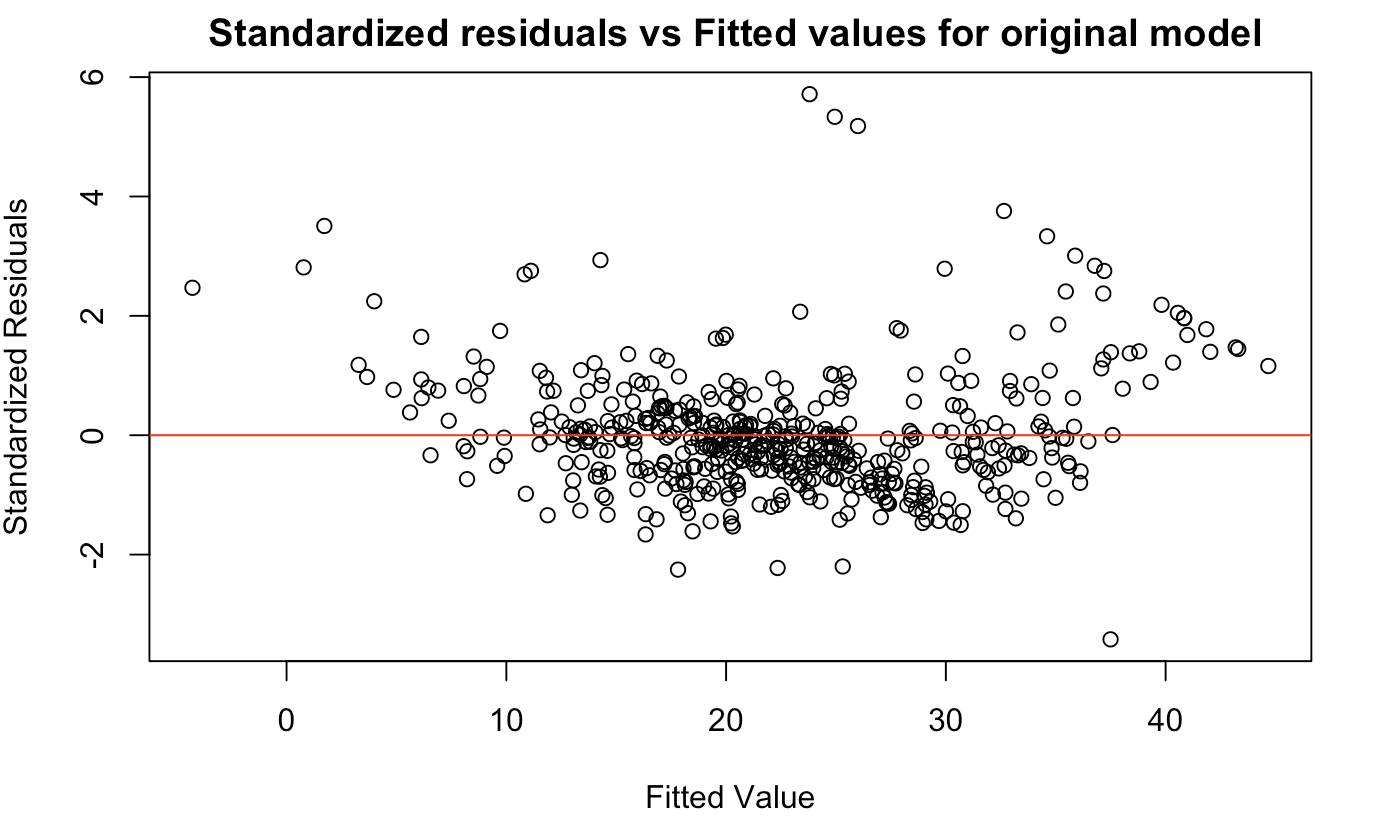 Standardized residuals vs Fitted values for original model
Standardized Residuals
6
4
2
0
-2
0 10 20 30 40
Fitted Value